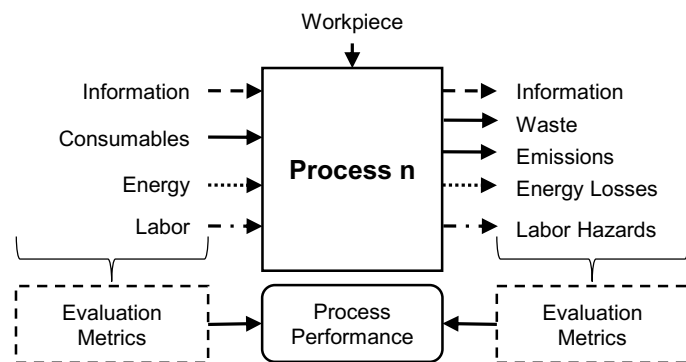 Workpiece
Information
Consumables
Energy
Labor
Process n
Information
Waste
Emissions
Energy Losses
Labor Hazards
Evaluation
Metrics
Process
Performance
Evaluation
Metrics